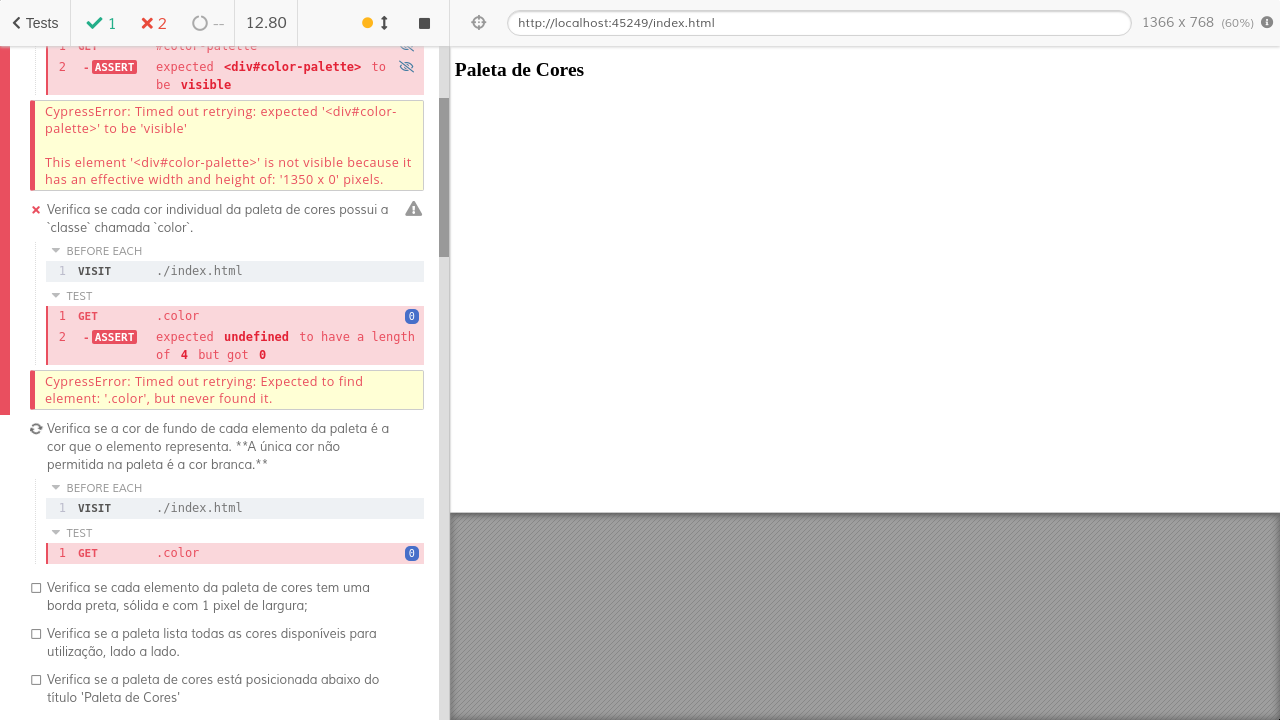 Tests 1 2 -- 12.80
http://localhost:45249/index.html 1366 x 768 (60%)
1 GET #color-palette
2 - ASSERT expected <div#color-palette> to
be visible
CypressError: Timed out retrying: expected '<div#color-
palette>' to be 'visible'
This element '<div#color-palette>' is not visible because it
has an effective width and height of: '1350 x 0' pixels.
Verifica se cada cor individual da paleta de cores possui a
`classe` chamada `color`.
BEFORE EACH
1 VISIT ./index.html
TEST
1 GET .color 0
2 - ASSERT expected undefined to have a length
of 4 but got 0
CypressError: Timed out retrying: Expected to find
element: '.color', but never found it.
Verifica se a cor de fundo de cada elemento da paleta é a
cor que o elemento representa. **A única cor não
permitida na paleta é a cor branca.**
BEFORE EACH
1 VISIT ./index.html
TEST
1 GET .color 0
Verifica se cada elemento da paleta de cores tem uma
borda preta, sólida e com 1 pixel de largura;
Verifica se a paleta lista todas as cores disponíveis para
utilização, lado a lado.
Verifica se a paleta de cores está posicionada abaixo do
título 'Paleta de Cores'
Paleta de Cores